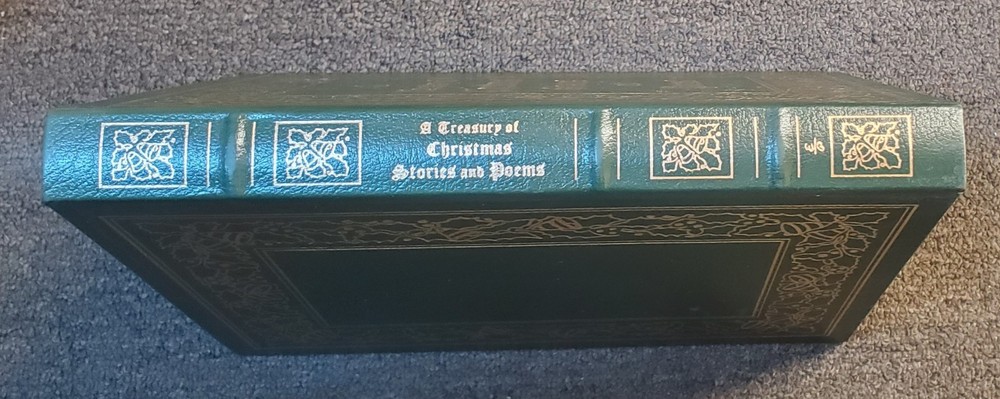 A Treasury of
Christmas
Stories and Poems